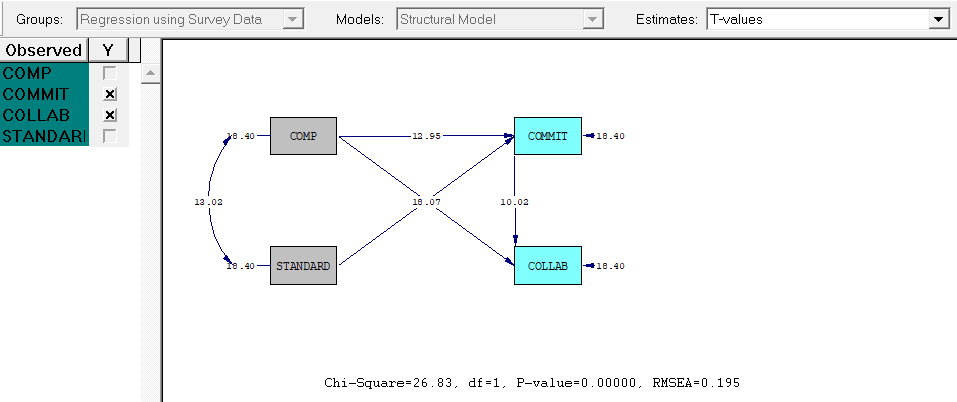 Groups: Regression using Survey Data Models: Structural Model Estimates: T-values
Observed Y
COMP
COMMIT
COLLAB
STANDARI
18.40 COMP 12.95 COMMIT 18.40
13.02 18.07 10.02
18.40 STANDARD COLLAB 18.40
Chi-Square=26.83, df=1, P-value=0.00000, RMSEA=0.195